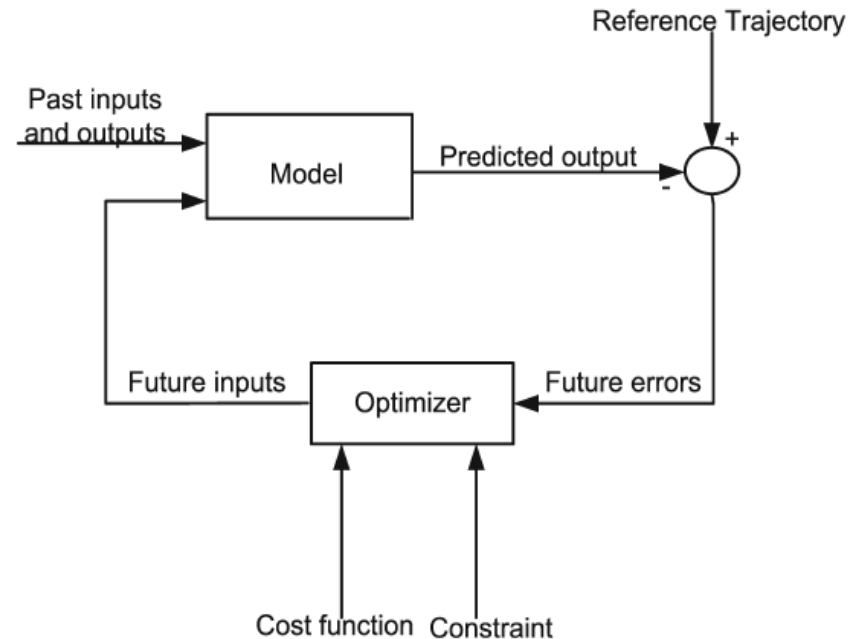 Reference Trajectory
Past inputs
and outputs
+
Predicted output
Model
-
Future inputs
Optimizer
Future errors
Cost function
Constraint